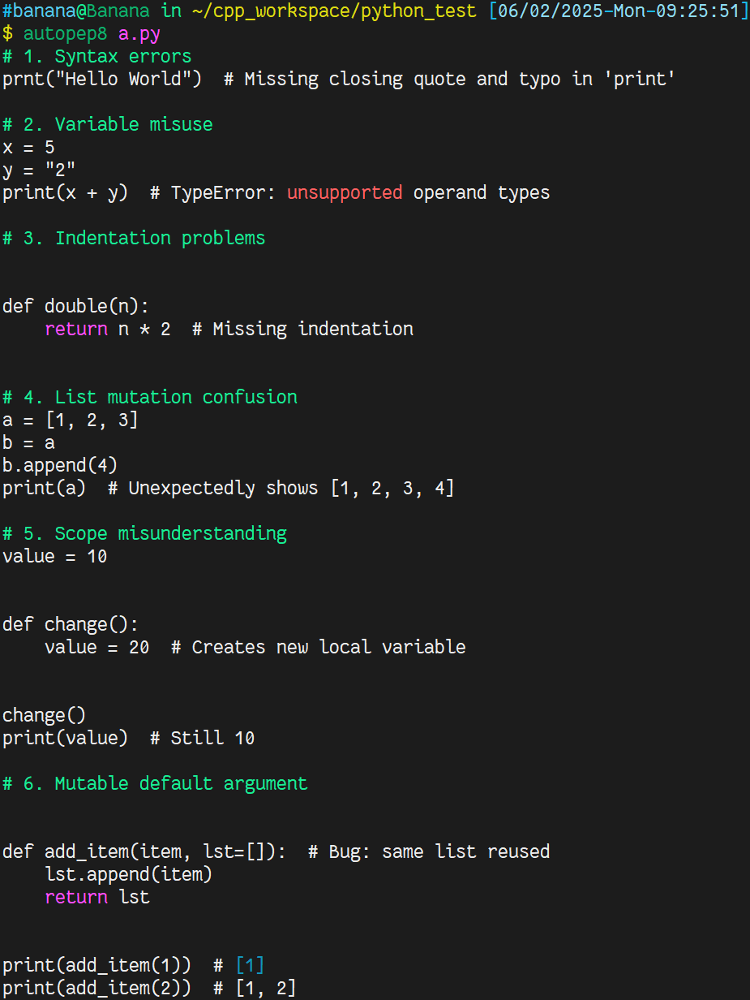 #banana@Banana in ~/cpp_workspace/python_test [06/02/2025-Mon-09:25:51]
$ autopep8 a.py
# 1. Syntax errors
prnt("Hello World")  # Missing closing quote and typo in 'print'

# 2. Variable misuse
x = 5
y = "2"
print(x + y)  # TypeError: unsupported operand types

# 3. Indentation problems


def double(n):
    return n * 2  # Missing indentation


# 4. List mutation confusion
a = [1, 2, 3]
b = a
b.append(4)
print(a)  # Unexpectedly shows [1, 2, 3, 4]

# 5. Scope misunderstanding
value = 10


def change():
    value = 20  # Creates new local variable


change()
print(value)  # Still 10

# 6. Mutable default argument


def add_item(item, lst=[]):  # Bug: same list reused
    lst.append(item)
    return lst


print(add_item(1))  # [1]
print(add_item(2))  # [1, 2]